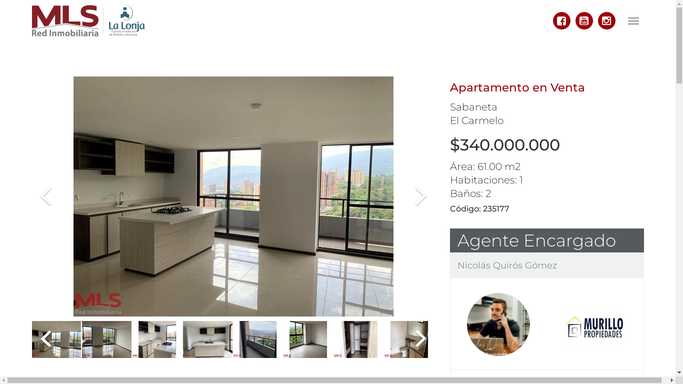 MLS
Red Inmobiliaria
La Lonja
Apartamento en Venta
Sabaneta
El Carmelo
$340.000.000
Área: 61.00 m2
Habitaciones: 1
Baños: 2
Código: 235177
MLS
Red Inmobiliaria
Agente Encargado
Nicolás Quirós Gómez
MURILLO
PROPIEDADES